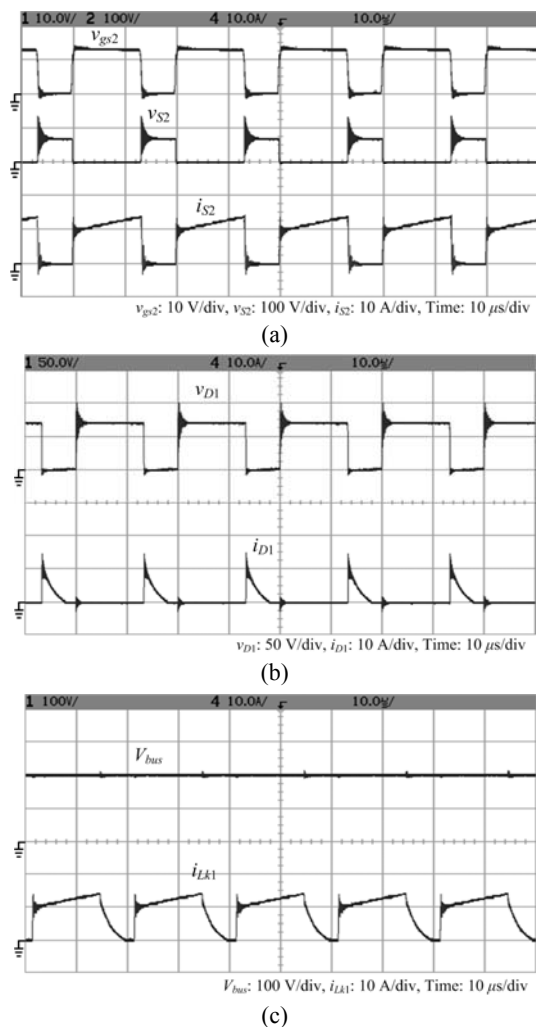 1 10.0V/ 2 100V/ 4 10.0A/ 10.0µ/
vgs2
vS2
iS2
vgs2: 10 V/div, vS2: 100 V/div, iS2: 10 A/div, Time: 10 μs/div
(a)
1 50.0V/ 4 10.0A/ 10.0µ/
vD1
iD1
vD1: 50 V/div, iD1: 10 A/div, Time: 10 μs/div
(b)
1 100V/ 4 10.0A/ 10.0µ/
Vbus
iLk1
Vbus: 100 V/div, iLk1: 10 A/div, Time: 10 μs/div
(c)